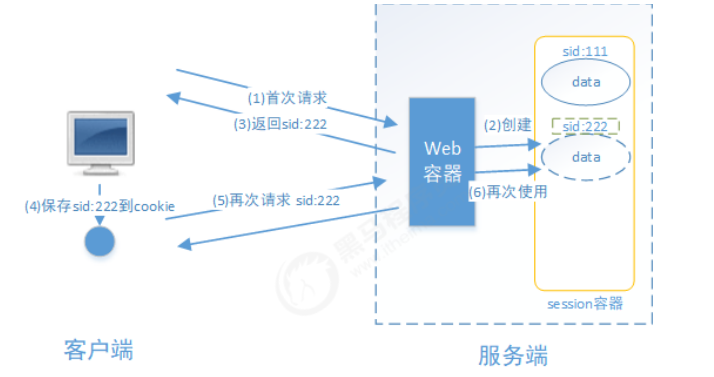 sid:111
data
(1)首次请求
(3)返回sid:222
(2)创建
sid:222
data
Web
容器
(4)保存sid:222到cookie
(5)再次请求 sid:222
(6)再次使用
session容器
客户端
服务端